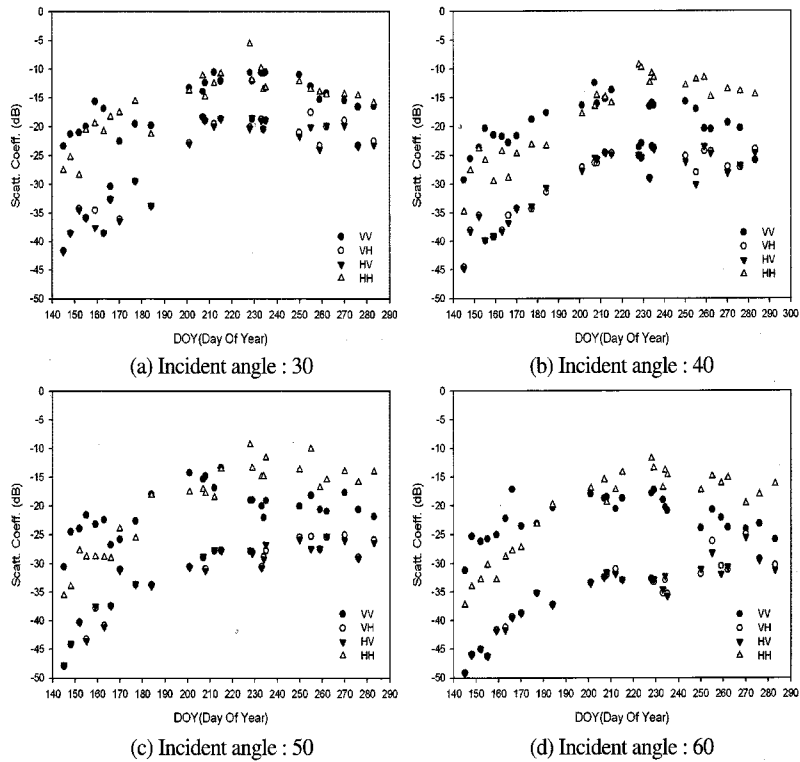 0
-5
-10
-15
-20
-25
-30
-35
-40
-45
-50
Scatt. Coeff. (dB)
VV
VH
HV
HH
140 150 160 170 180 190 200 210 220 230 240 250 260 270 280 290
DOY(Day Of Year)
(a) Incident angle : 30
0
-5
-10
-15
-20
-25
-30
-35
-40
-45
-50
Scatt. Coeff. (dB)
VV
VH
HV
HH
140 150 160 170 180 190 200 210 220 230 240 250 260 270 280 290 300
DOY(Day Of Year)
(b) Incident angle : 40
0
-5
-10
-15
-20
-25
-30
-35
-40
-45
-50
Scatt. Coeff. (dB)
VV
VH
HV
HH
140 150 160 170 180 190 200 210 220 230 240 250 260 270 280 290
DOY(Day Of Year)
(c) Incident angle : 50
0
-5
-10
-15
-20
-25
-30
-35
-40
-45
-50
Scatt. Coeff. (dB)
VV
VH
HV
HH
140 150 160 170 180 190 200 210 220 230 240 250 260 270 280 290
DOY(Day Of Year)
(d) Incident angle : 60